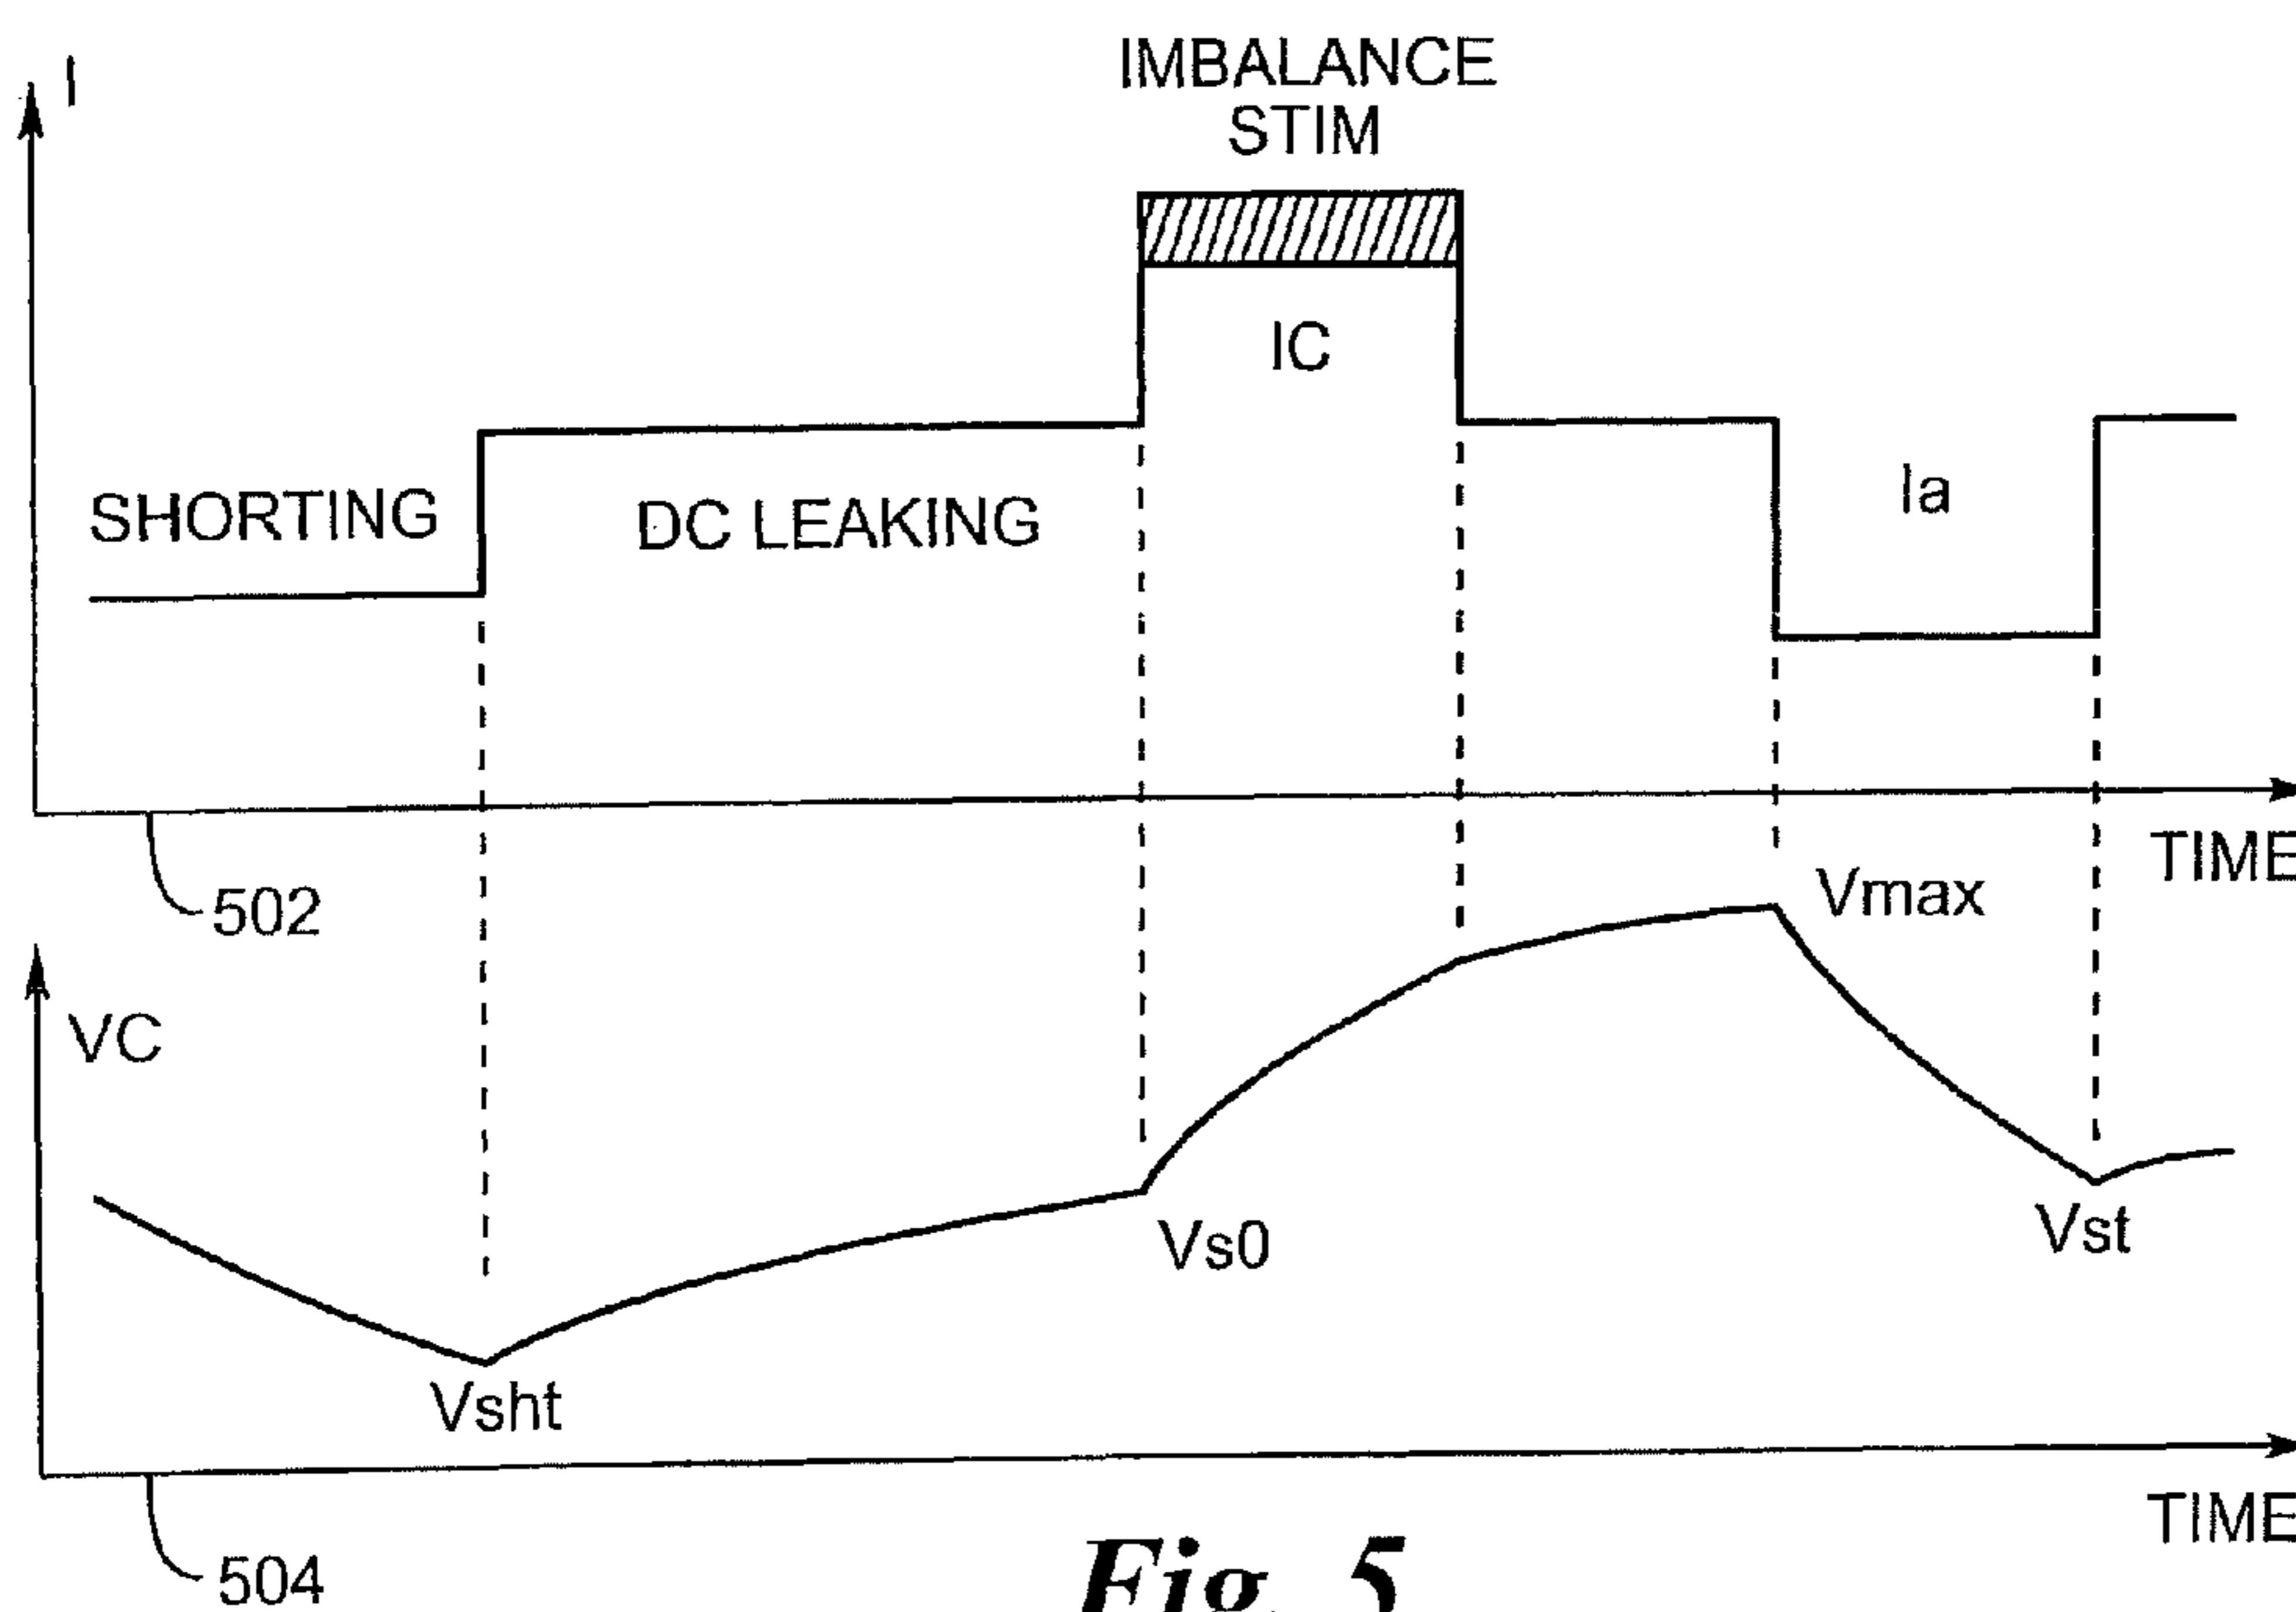 I
IMBALANCE
STIM
IC
SHORTING
DC LEAKING
Ia
TIME
502
Vmax
VC
Vs0
Vst
Vsht
TIME
504
Fig. 5